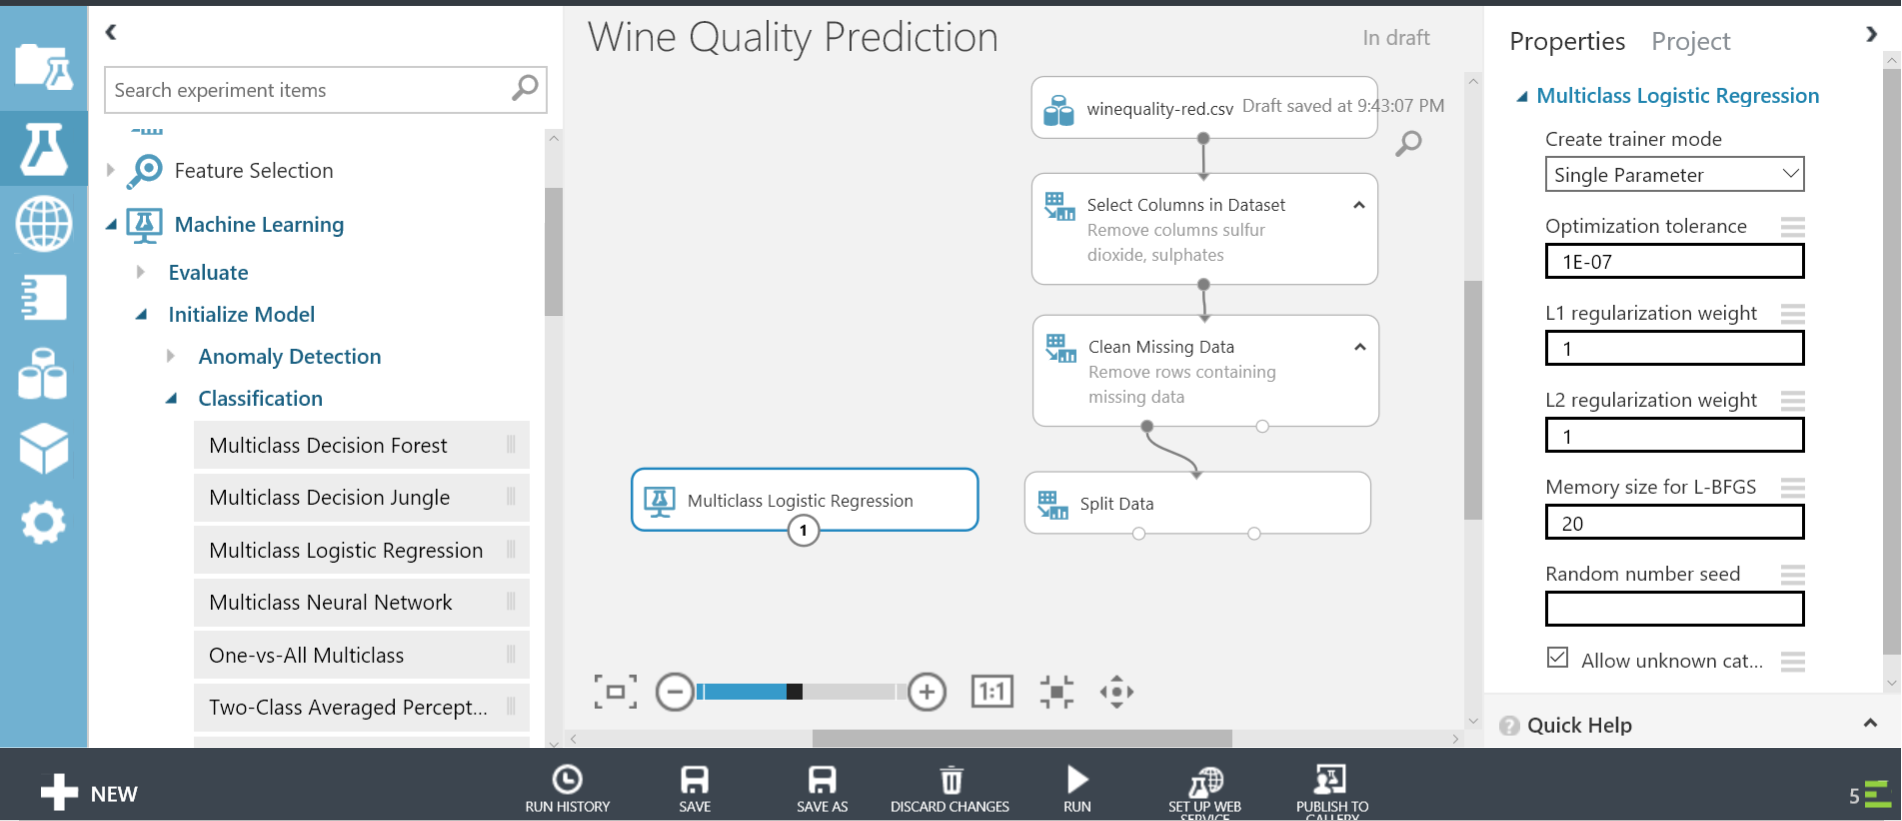 Wine Quality Prediction
In draft
Search experiment items
Feature Selection
Machine Learning
Evaluate
Initialize Model
Anomaly Detection
Classification
Multiclass Decision Forest
Multiclass Decision Jungle
Multiclass Logistic Regression
Multiclass Neural Network
One-vs-All Multiclass
Two-Class Averaged Percept...
winequality-red.csv
Draft saved at 9:43:07 PM
Select Columns in Dataset
Remove columns sulfur
dioxide, sulphates
Clean Missing Data
Remove rows containing
missing data
Multiclass Logistic Regression
1
Split Data
1:1
Properties Project
Multiclass Logistic Regression
Create trainer mode
Single Parameter
Optimization tolerance
1E-07
L1 regularization weight
1
L2 regularization weight
1
Memory size for L-BFGS
20
Random number seed
Allow unknown cat...
? Quick Help
NEW
RUN HISTORY
SAVE
SAVE AS
DISCARD CHANGES
RUN
SET UP WEB
SERVICE
PUBLISH TO
GALLERY
5